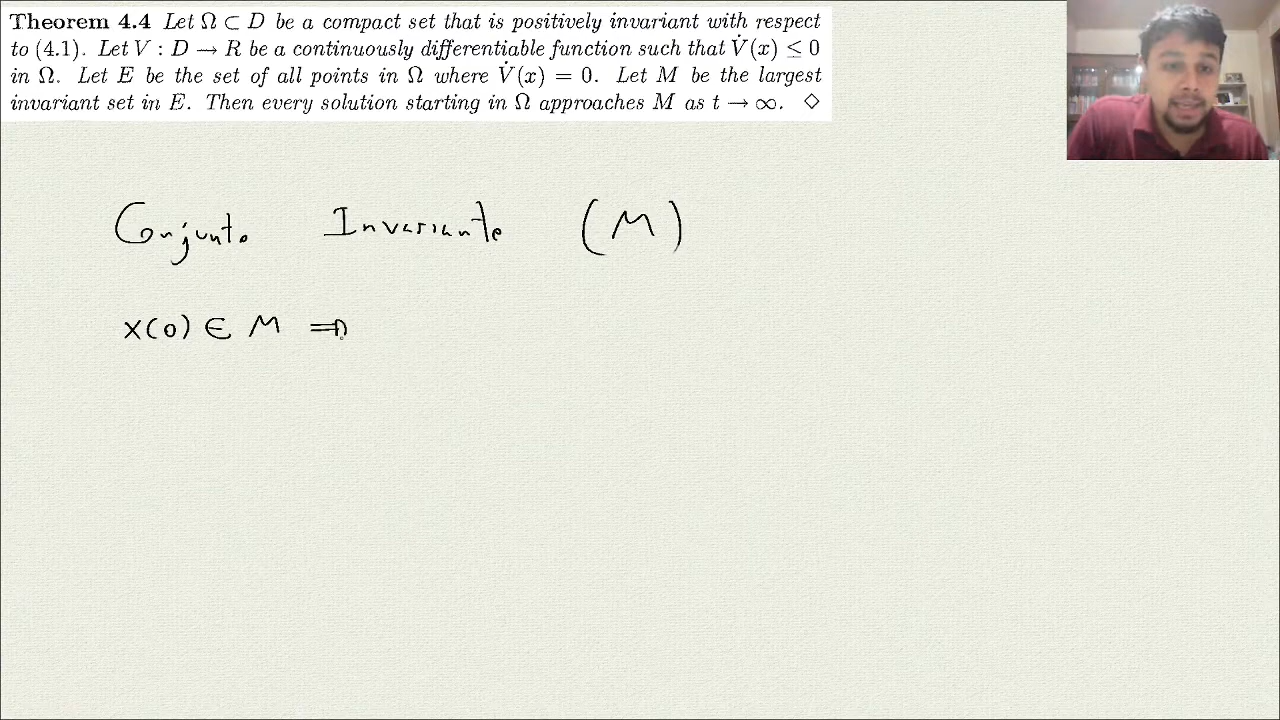 Theorem 4.4 Let Ω ⊂ D be a compact set that is positively invariant with respect
to (4.1). Let V : D → R be a continuously differentiable function such that V̇(x) ≤ 0
in Ω. Let E be the set of all points in Ω where V̇(x) = 0. Let M be the largest
invariant set in E. Then every solution starting in Ω approaches M as t → ∞. ◇
Conjunto Invariante (M)
x(0) ∈ M ⇒